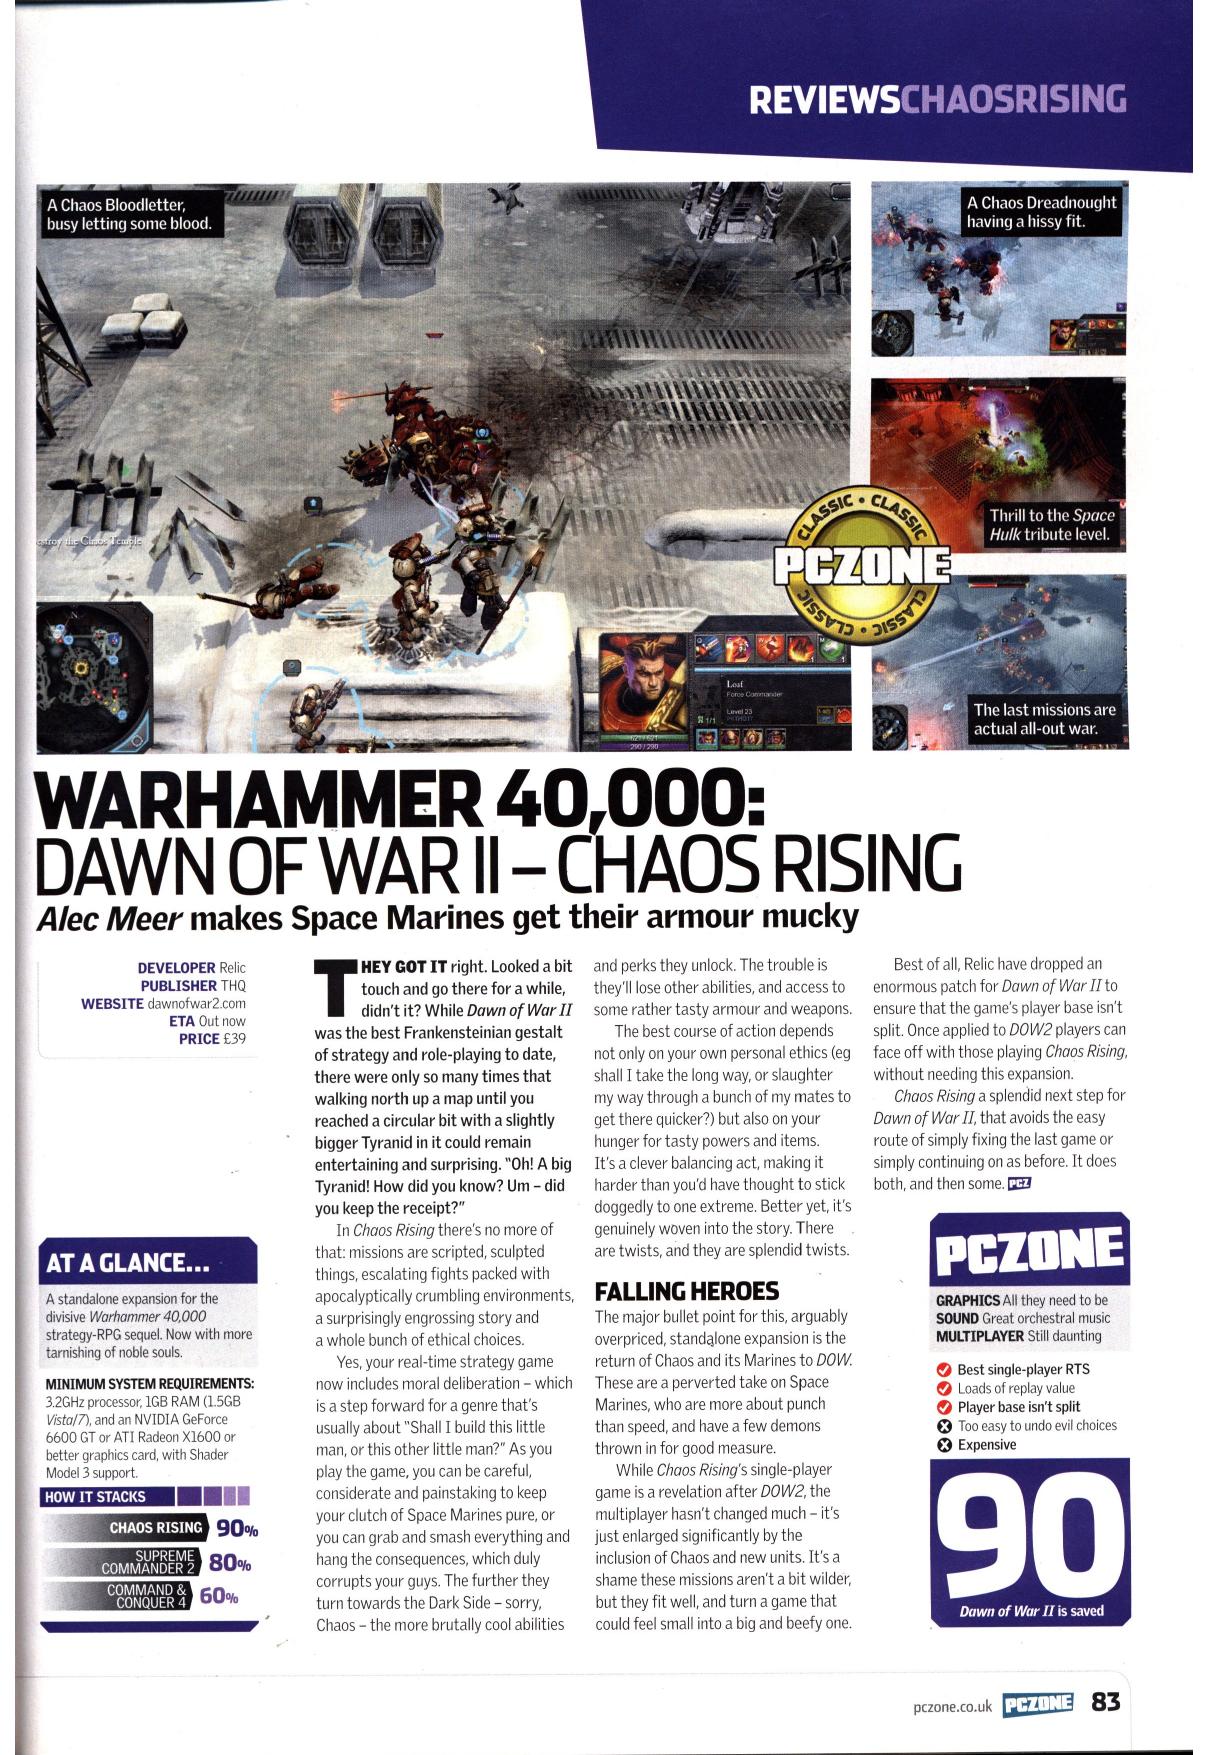 REVIEWSCHAOSRISING
A Chaos Bloodletter,
busy letting some blood.
A Chaos Dreadnought
having a hissy fit.
Thrill to the Space
Hulk tribute level.
CLASSIC • CLASSIC
PCZONE
CLASSIC • CLASSIC
The last missions are
actual all-out war.
estroy the Chaos Temple
Loaf
Force Commander
Level 23
1/1
290 / 290
WARHAMMER 40,000:
DAWN OF WAR II – CHAOS RISING
Alec Meer makes Space Marines get their armour mucky
DEVELOPER Relic
PUBLISHER THQ
WEBSITE dawnofwar2.com
ETA Out now
PRICE £39
AT A GLANCE...
A standalone expansion for the
divisive Warhammer 40,000
strategy-RPG sequel. Now with more
tarnishing of noble souls.
MINIMUM SYSTEM REQUIREMENTS:
3.2GHz processor, 1GB RAM (1.5GB
Vista/7), and an NVIDIA GeForce
6600 GT or ATI Radeon X1600 or
better graphics card, with Shader
Model 3 support.
HOW IT STACKS
CHAOS RISING 90%
SUPREME
COMMANDER 2 80%
COMMAND &
CONQUER 4 60%
THEY GOT IT right. Looked a bit
touch and go there for a while,
didn't it? While Dawn of War II
was the best Frankensteinian gestalt
of strategy and role-playing to date,
there were only so many times that
walking north up a map until you
reached a circular bit with a slightly
bigger Tyranid in it could remain
entertaining and surprising. "Oh! A big
Tyranid! How did you know? Um – did
you keep the receipt?"
In Chaos Rising there's no more of
that: missions are scripted, sculpted
things, escalating fights packed with
apocalyptically crumbling environments,
a surprisingly engrossing story and
a whole bunch of ethical choices.
Yes, your real-time strategy game
now includes moral deliberation – which
is a step forward for a genre that's
usually about "Shall I build this little
man, or this other little man?" As you
play the game, you can be careful,
considerate and painstaking to keep
your clutch of Space Marines pure, or
you can grab and smash everything and
hang the consequences, which duly
corrupts your guys. The further they
turn towards the Dark Side – sorry,
Chaos – the more brutally cool abilities
and perks they unlock. The trouble is
they'll lose other abilities, and access to
some rather tasty armour and weapons.
The best course of action depends
not only on your own personal ethics (eg
shall I take the long way, or slaughter
my way through a bunch of my mates to
get there quicker?) but also on your
hunger for tasty powers and items.
It's a clever balancing act, making it
harder than you'd have thought to stick
doggedly to one extreme. Better yet, it's
genuinely woven into the story. There
are twists, and they are splendid twists.
FALLING HEROES
The major bullet point for this, arguably
overpriced, standalone expansion is the
return of Chaos and its Marines to DOW.
These are a perverted take on Space
Marines, who are more about punch
than speed, and have a few demons
thrown in for good measure.
While Chaos Rising's single-player
game is a revelation after DOW2, the
multiplayer hasn't changed much – it's
just enlarged significantly by the
inclusion of Chaos and new units. It's a
shame these missions aren't a bit wilder,
but they fit well, and turn a game that
could feel small into a big and beefy one.
Best of all, Relic have dropped an
enormous patch for Dawn of War II to
ensure that the game's player base isn't
split. Once applied to DOW2 players can
face off with those playing Chaos Rising,
without needing this expansion.
Chaos Rising a splendid next step for
Dawn of War II, that avoids the easy
route of simply fixing the last game or
simply continuing on as before. It does
both, and then some. PCZ
PCZONE
GRAPHICS All they need to be
SOUND Great orchestral music
MULTIPLAYER Still daunting
Best single-player RTS
Loads of replay value
Player base isn't split
Too easy to undo evil choices
Expensive
90
Dawn of War II is saved
pczone.co.uk PCZONE 83